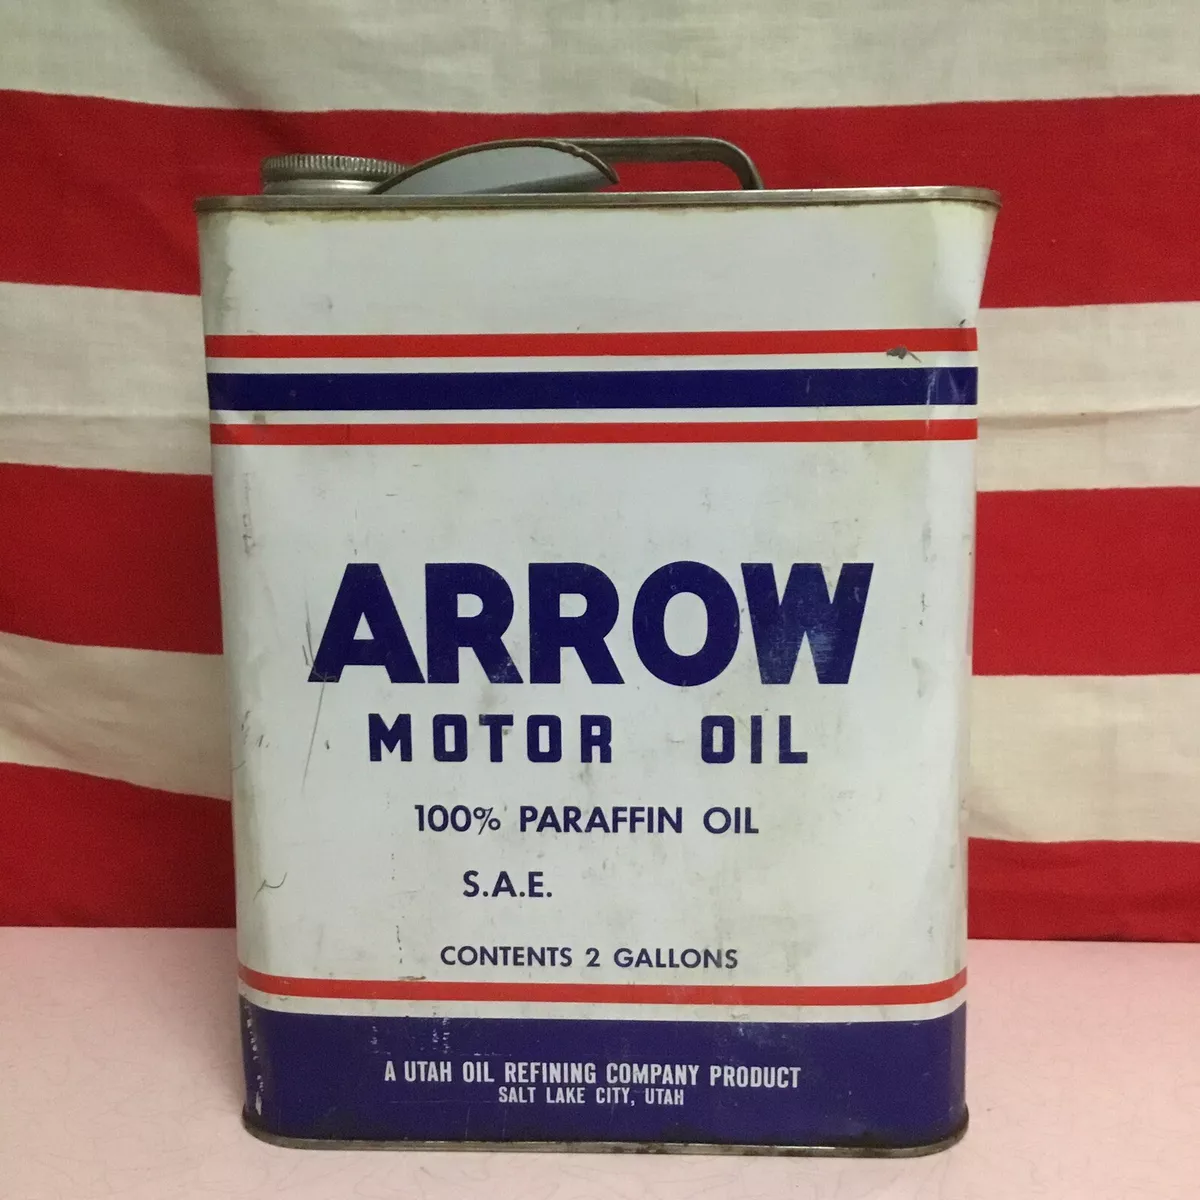 ARROW
MOTOR OIL
100% PARAFFIN OIL
S.A.E.
CONTENTS 2 GALLONS
A UTAH OIL REFINING COMPANY PRODUCT
SALT LAKE CITY, UTAH